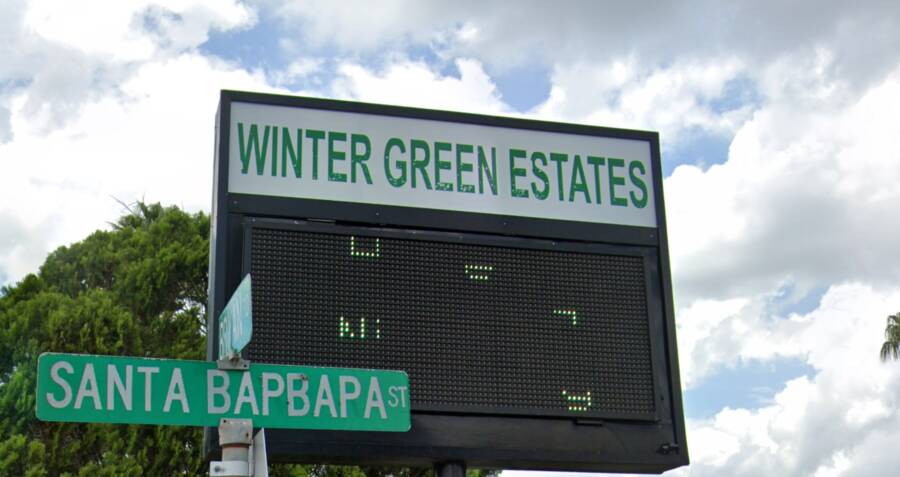 WINTER GREEN ESTATES
SANTA BAPBAPA ST